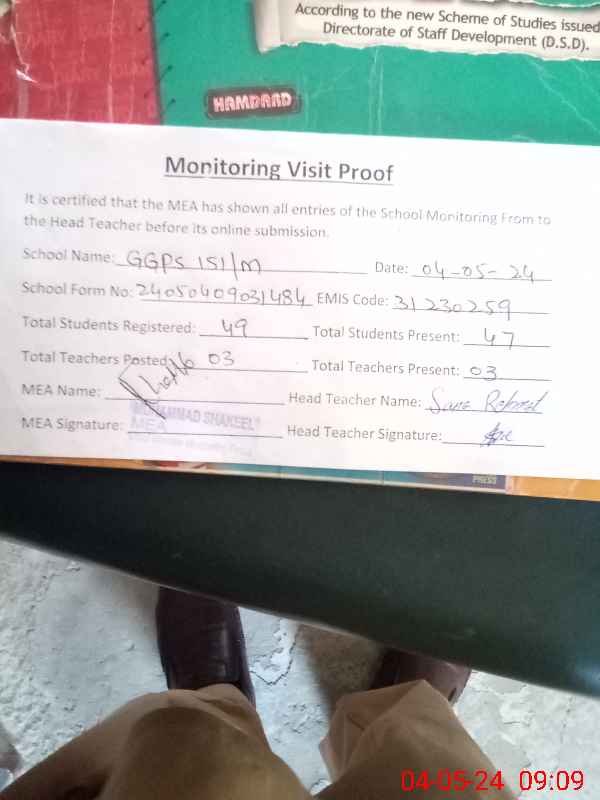 According to the new Scheme of Studies issued
Directorate of Staff Development (D.S.D).
HAMDARD
Monitoring Visit Proof
It is certified that the MEA has shown all entries of the School Monitoring From to
the Head Teacher before its online submission.
School Name: GGPS 151/M Date: 04-05-24
School Form No: 24050409031484 EMIS Code: 31230259
Total Students Registered: 49 Total Students Present: 47
Total Teachers Posted: 03 Total Teachers Present: 03
MEA Name: Head Teacher Name: Sana Rehmat
MUHAMMAD SHAKEEL
MEA Signature: MEA Head Teacher Signature:
PRESS
04-05-24 09:09